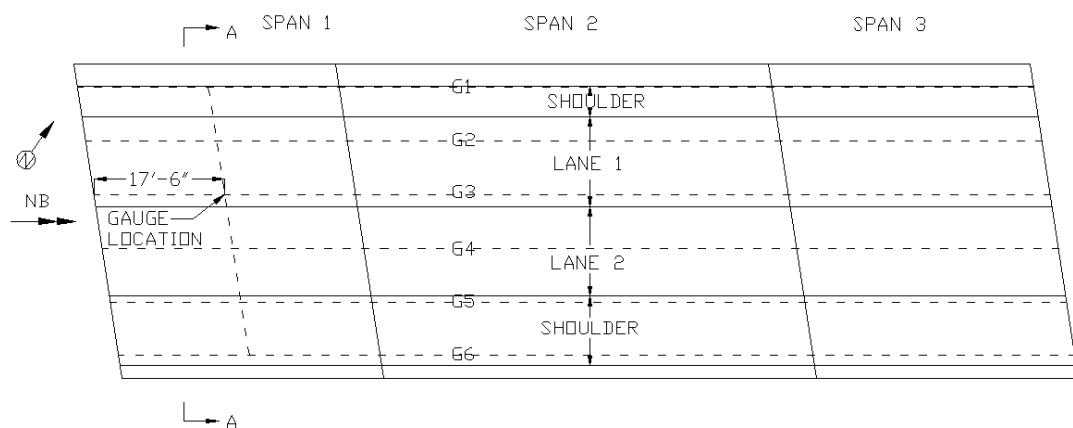 SPAN 1
SPAN 2
SPAN 3
A
G1
SHOULDER
G2
LANE 1
17'-6"
G3
NB
GAUGE
LOCATION
G4
LANE 2
G5
SHOULDER
G6
A